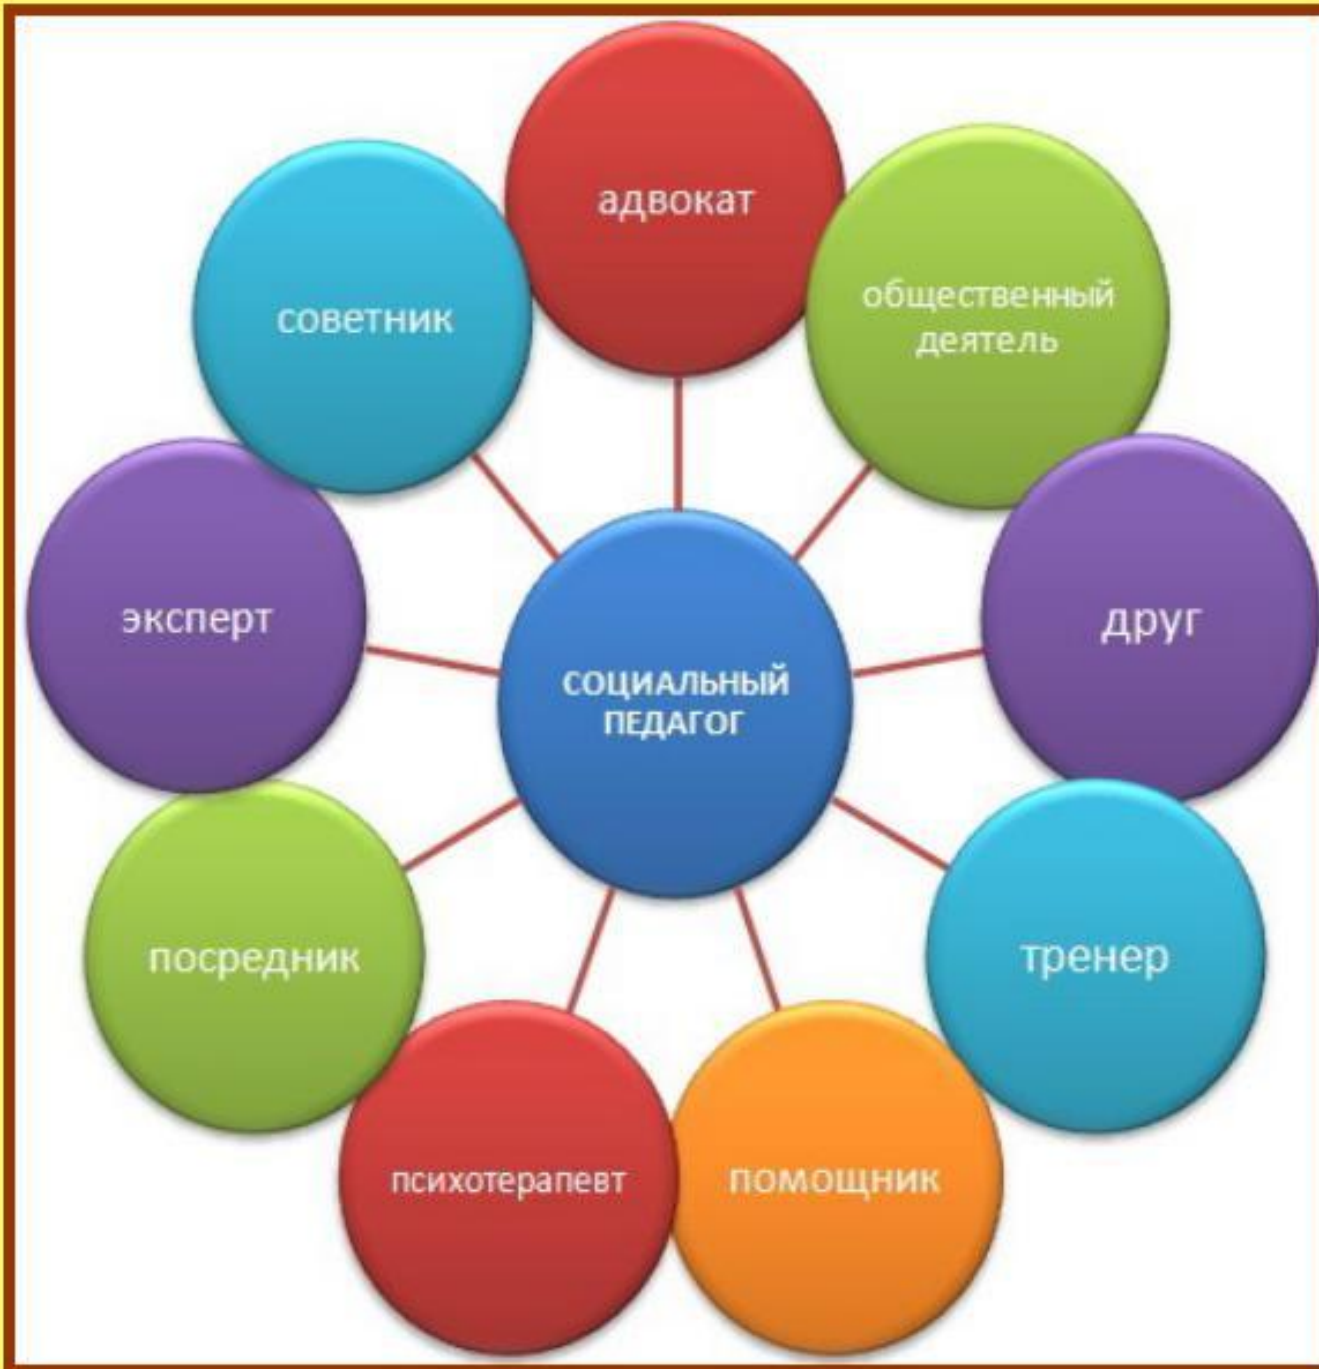 адвокат
общественный
деятель
друг
тренер
помощник
психотерапевт
посредник
эксперт
советник
СОЦИАЛЬНЫЙ
ПЕДАГОГ